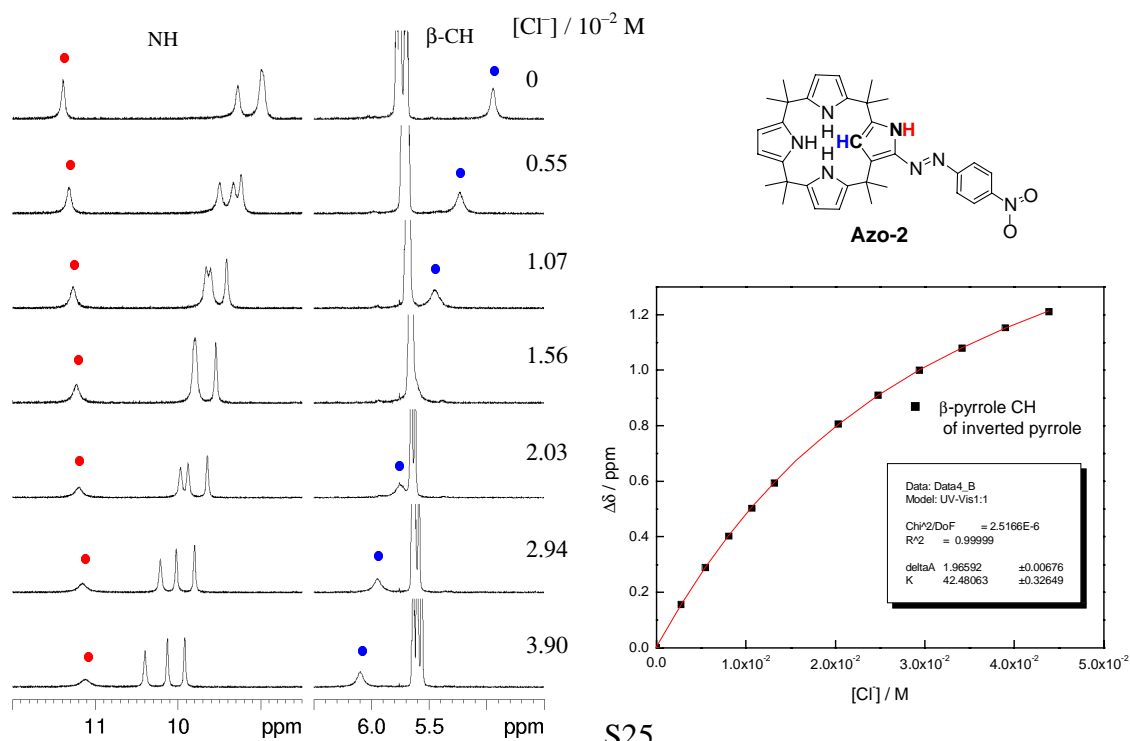 NH
β-CH
[Cl⁻] / 10⁻² M
0
0.55
1.07
1.56
2.03
2.94
3.90
11
10
ppm
6.0
5.5
ppm
N
H
NH
H
N
HC
NH
N
N
N
O
O
Azo-2
1.2
1.0
0.8
0.6
0.4
0.2
0.0
Δδ / ppm
β-pyrrole CH
of inverted pyrrole
Data: Data4_B
Model: UV-Vis1:1
Chi^2/DoF = 2.5166E-6
R^2 = 0.99999
deltaA 1.96592 ±0.00676
K 42.48063 ±0.32649
0.0 1.0x10⁻² 2.0x10⁻² 3.0x10⁻² 4.0x10⁻² 5.0x10⁻²
[Cl⁻] / M
S25